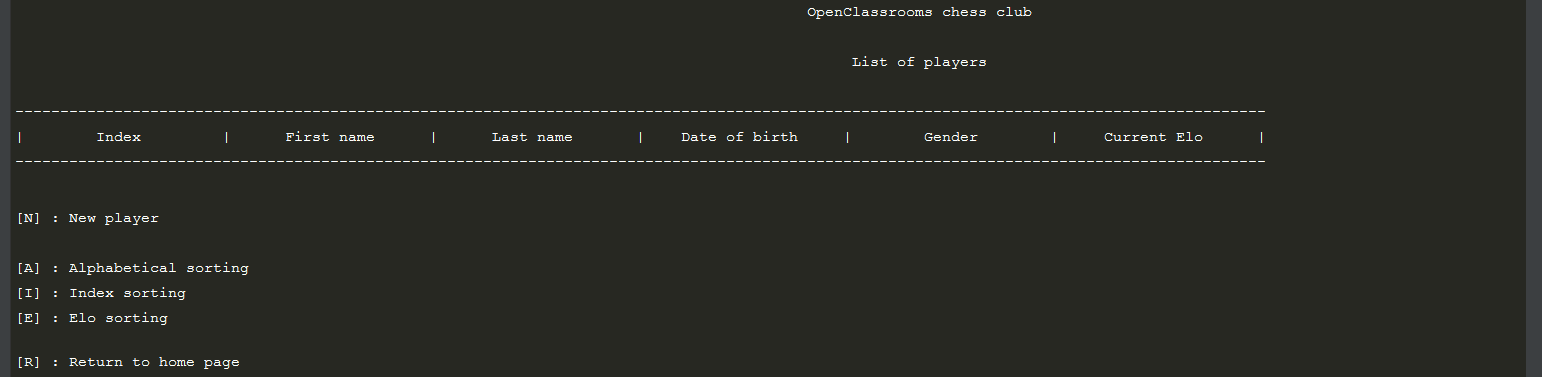 OpenClassrooms chess club
List of players
-------------------------------------------------------------------------------------------------------------------------------------------
| Index | First name | Last name | Date of birth | Gender | Current Elo |
-------------------------------------------------------------------------------------------------------------------------------------------
[N] : New player
[A] : Alphabetical sorting
[I] : Index sorting
[E] : Elo sorting
[R] : Return to home page